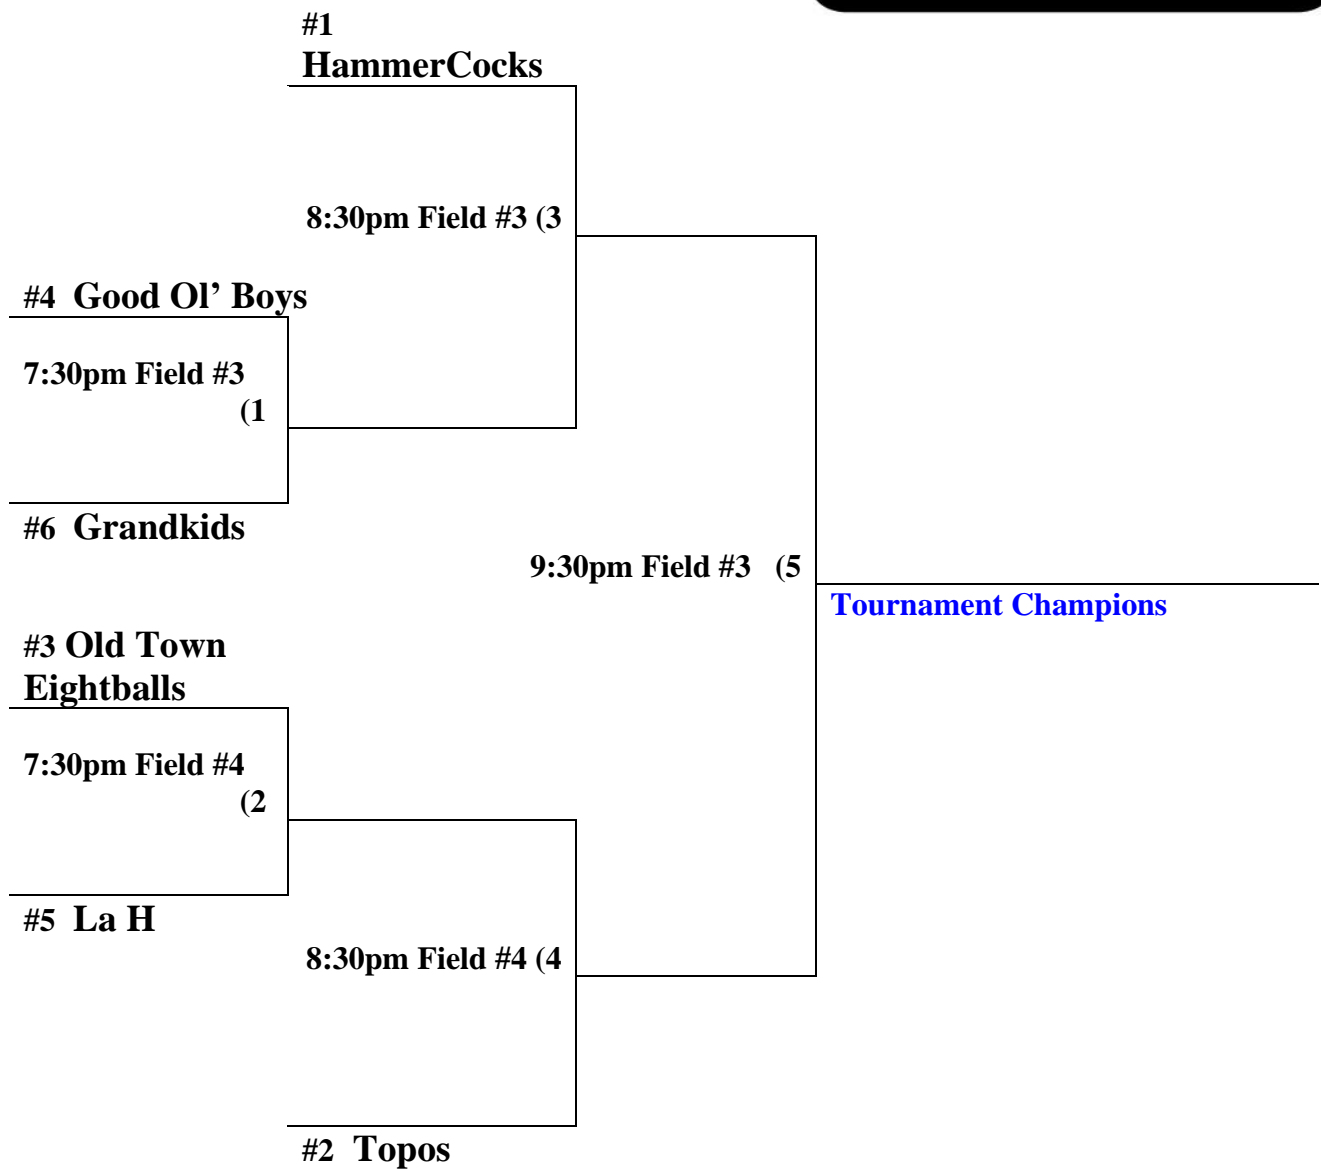 #1
HammerCocks
8:30pm Field #3 (3
#4 Good Ol’ Boys
7:30pm Field #3
(1
#6 Grandkids
9:30pm Field #3 (5
Tournament Champions
#3 Old Town
Eightballs
7:30pm Field #4
(2
#5 La H
8:30pm Field #4 (4
#2 Topos